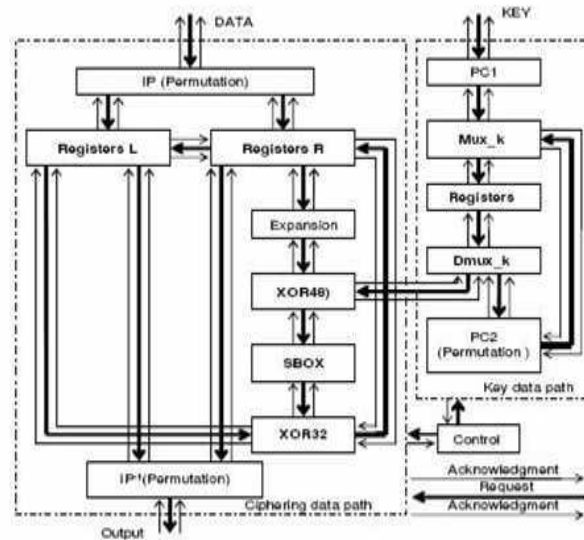 DATA
KEY
IP (Permutation)
PC1
Registers L
Registers R
Mux_k
Registers
Expansion
Dmux_k
XOR48)
PC2
(Permutation )
SBOX
Key data path
XOR32
Control
IP⁻¹(Permutation)
Ciphering data path
Acknowledgment
Request
Acknowledgment
Output